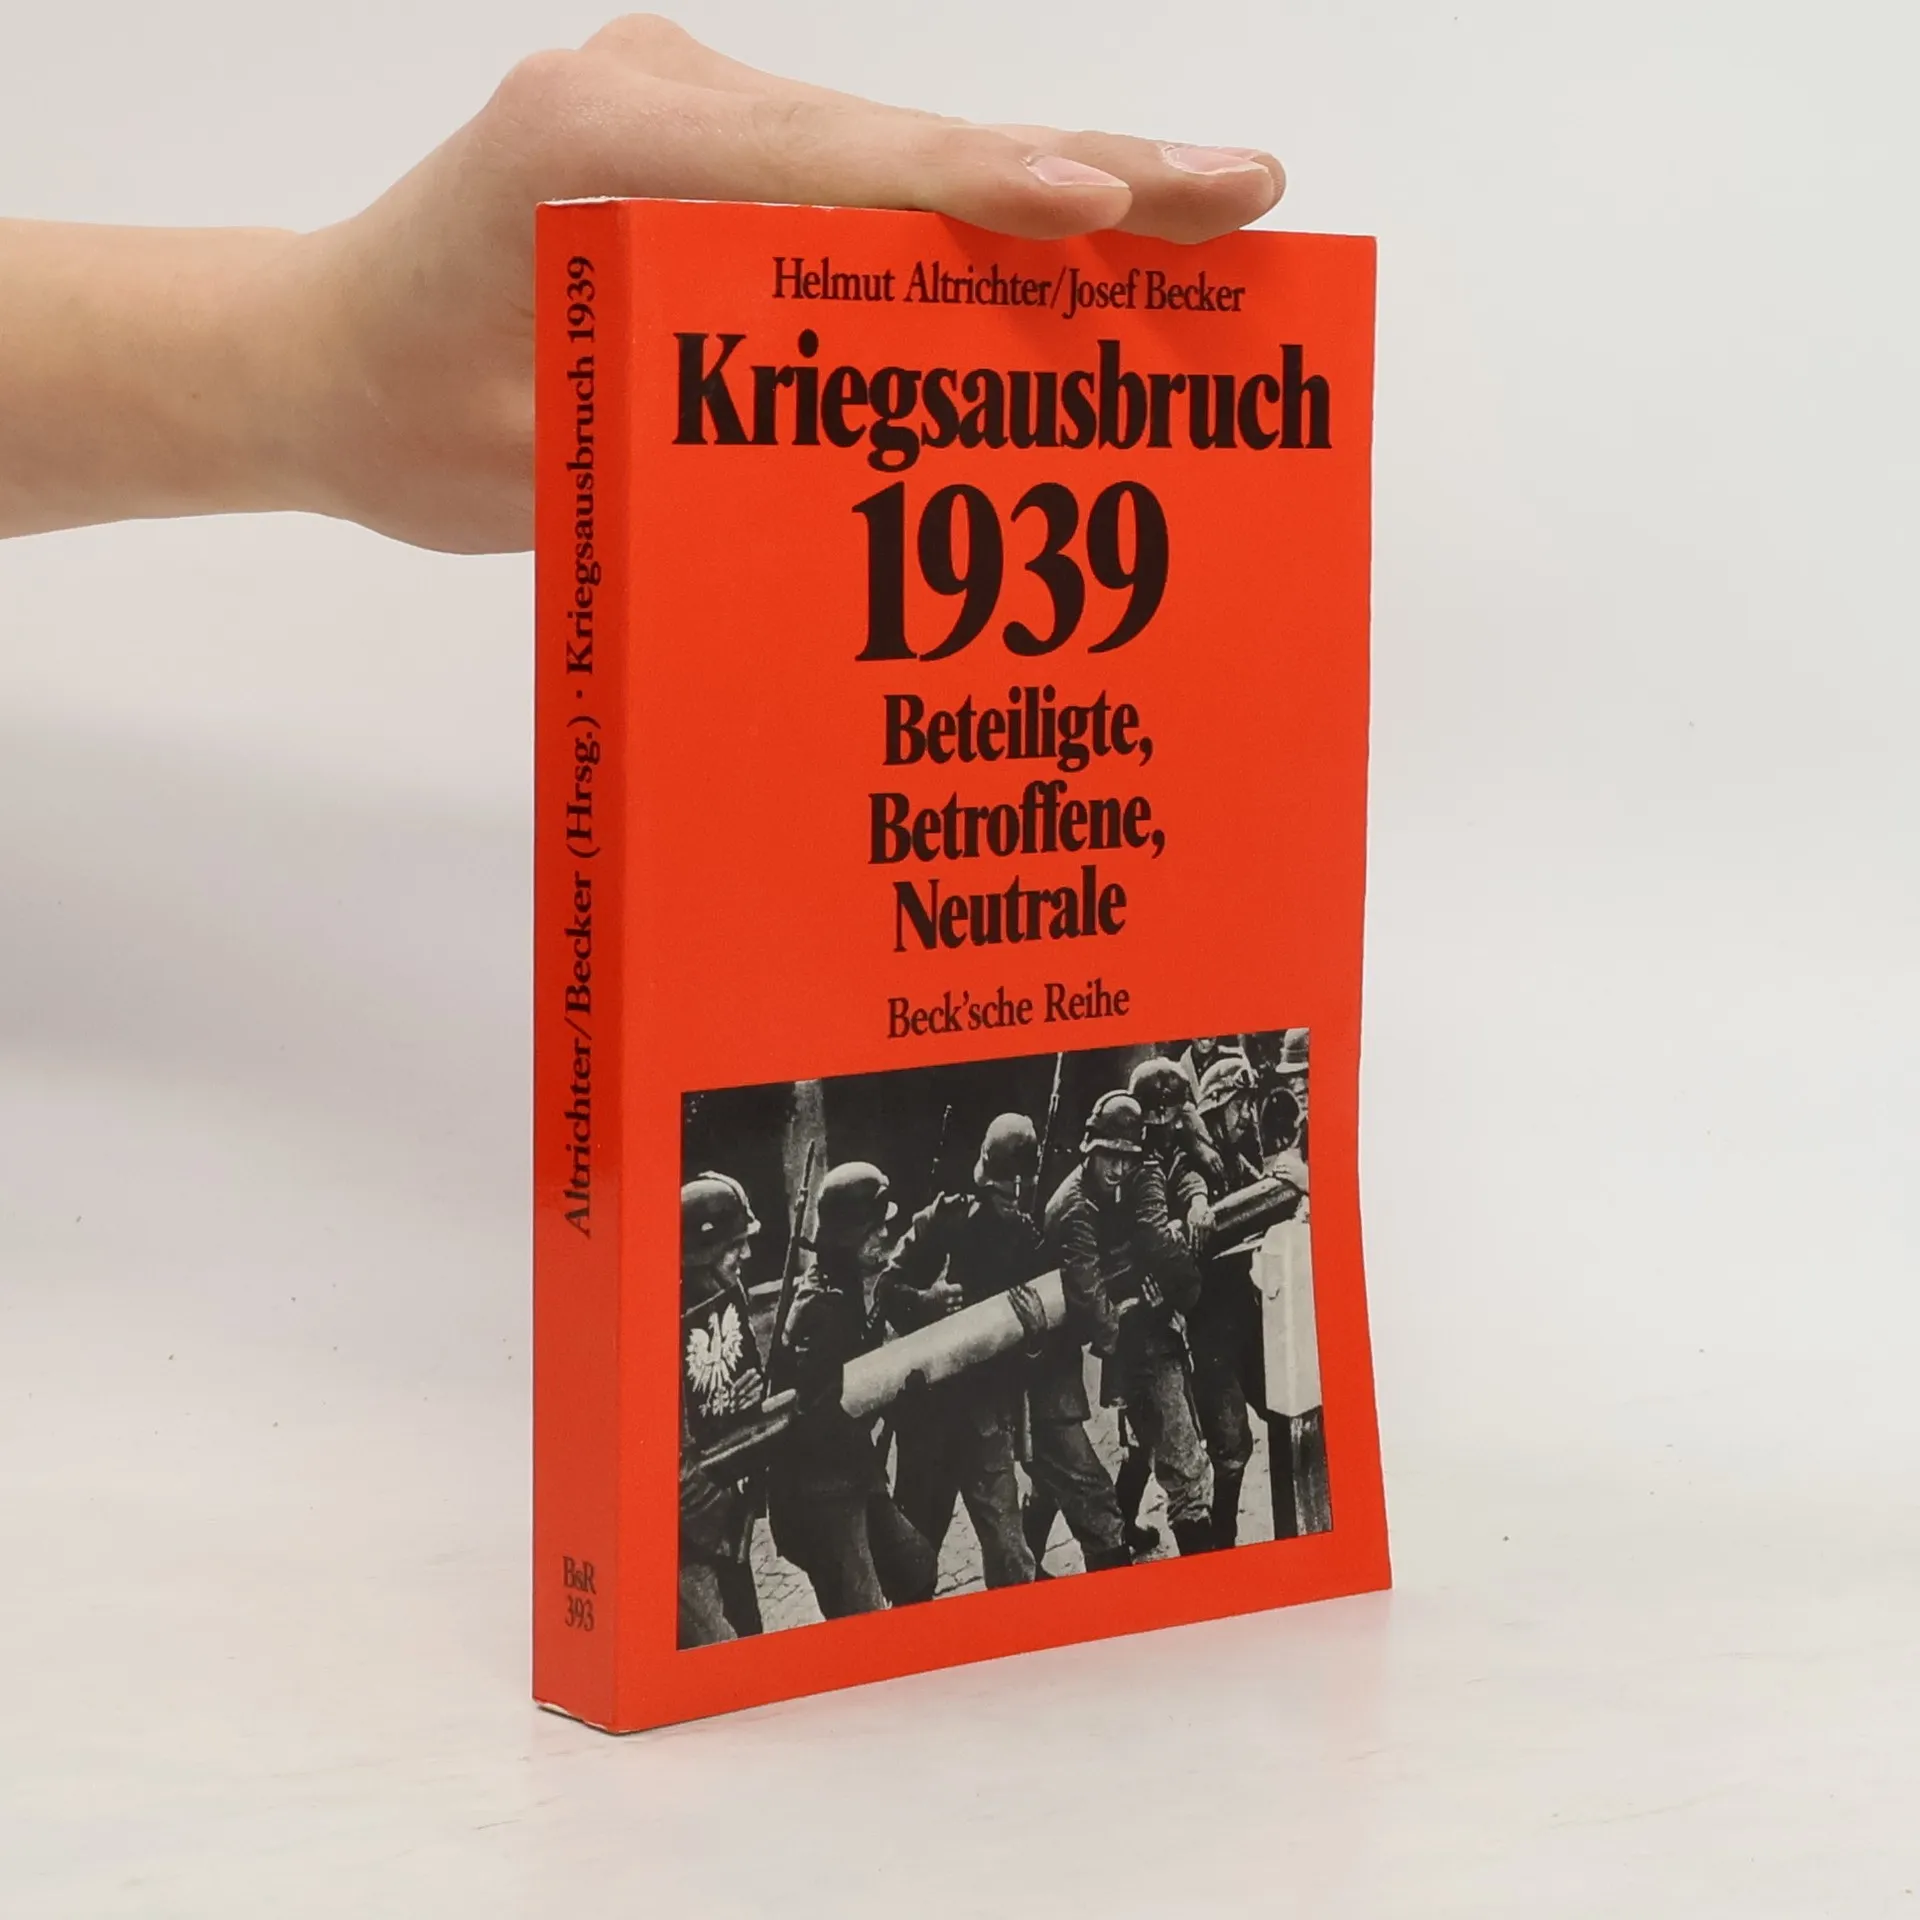 Helmut Altrichter/Josef Becker
Kriegsausbruch
1939
Beteiligte,
Betroffene,
Neutrale
Beck'sche Reihe
Altrichter/Becker (Hrsg.) · Kriegsausbruch 1939
BsR
393